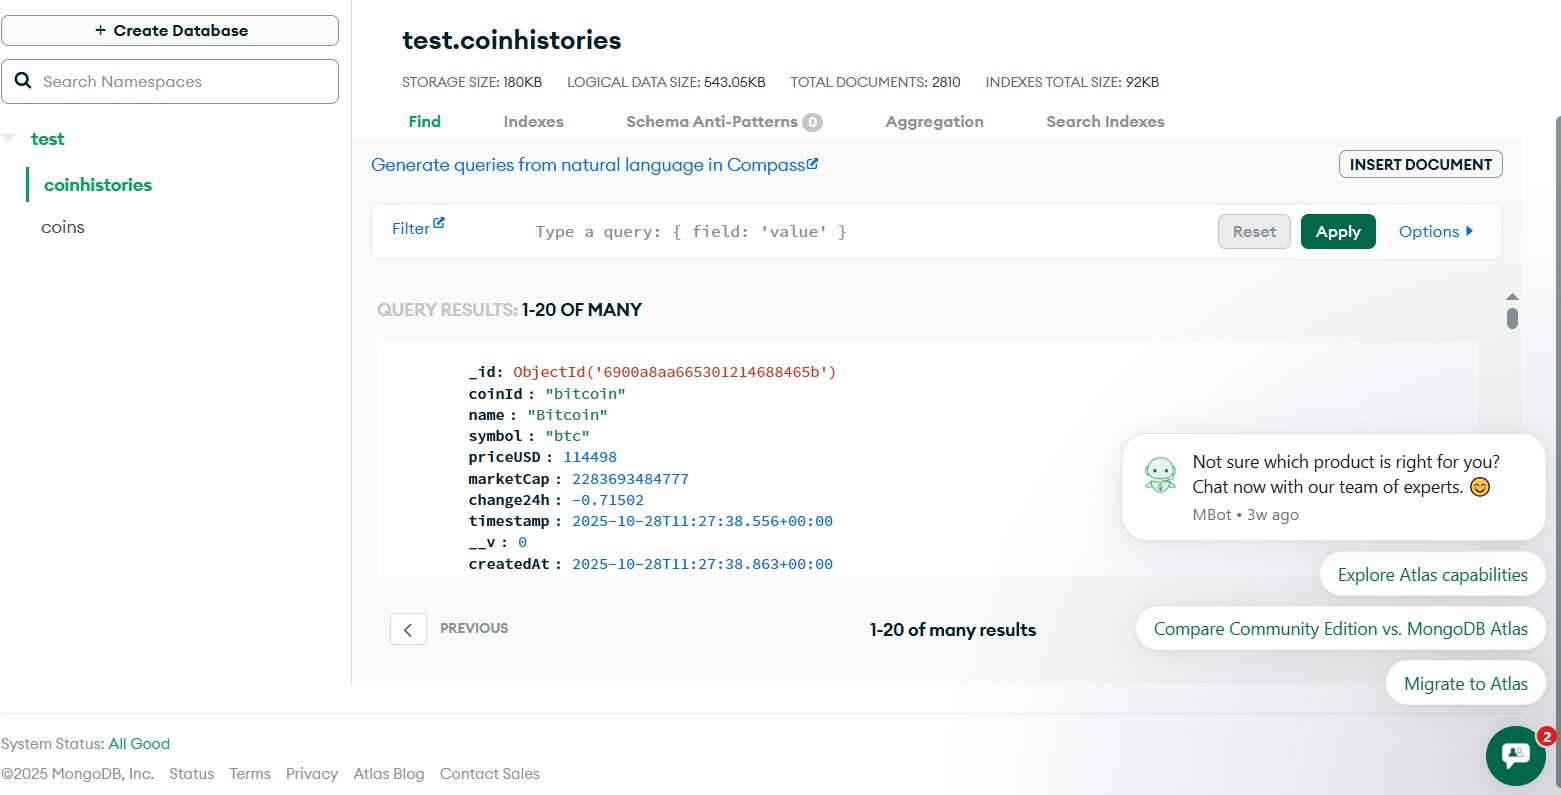 + Create Database
Search Namespaces
test
coinhistories
coins
test.coinhistories
STORAGE SIZE: 180KB LOGICAL DATA SIZE: 543.05KB TOTAL DOCUMENTS: 2810 INDEXES TOTAL SIZE: 92KB
Find Indexes Schema Anti-Patterns 0 Aggregation Search Indexes
Generate queries from natural language in Compass
INSERT DOCUMENT
Filter Type a query: { field: 'value' } Reset Apply Options
QUERY RESULTS: 1-20 OF MANY
_id: ObjectId('6900a8aa665301214688465b')
coinId : "bitcoin"
name : "Bitcoin"
symbol : "btc"
priceUSD : 114498
marketCap : 2283693484777
change24h : -0.71502
timestamp : 2025-10-28T11:27:38.556+00:00
__v : 0
createdAt : 2025-10-28T11:27:38.863+00:00
PREVIOUS 1-20 of many results
Not sure which product is right for you?
Chat now with our team of experts. 😊
MBot • 3w ago
Explore Atlas capabilities
Compare Community Edition vs. MongoDB Atlas
Migrate to Atlas
2
System Status: All Good
©2025 MongoDB, Inc. Status Terms Privacy Atlas Blog Contact Sales